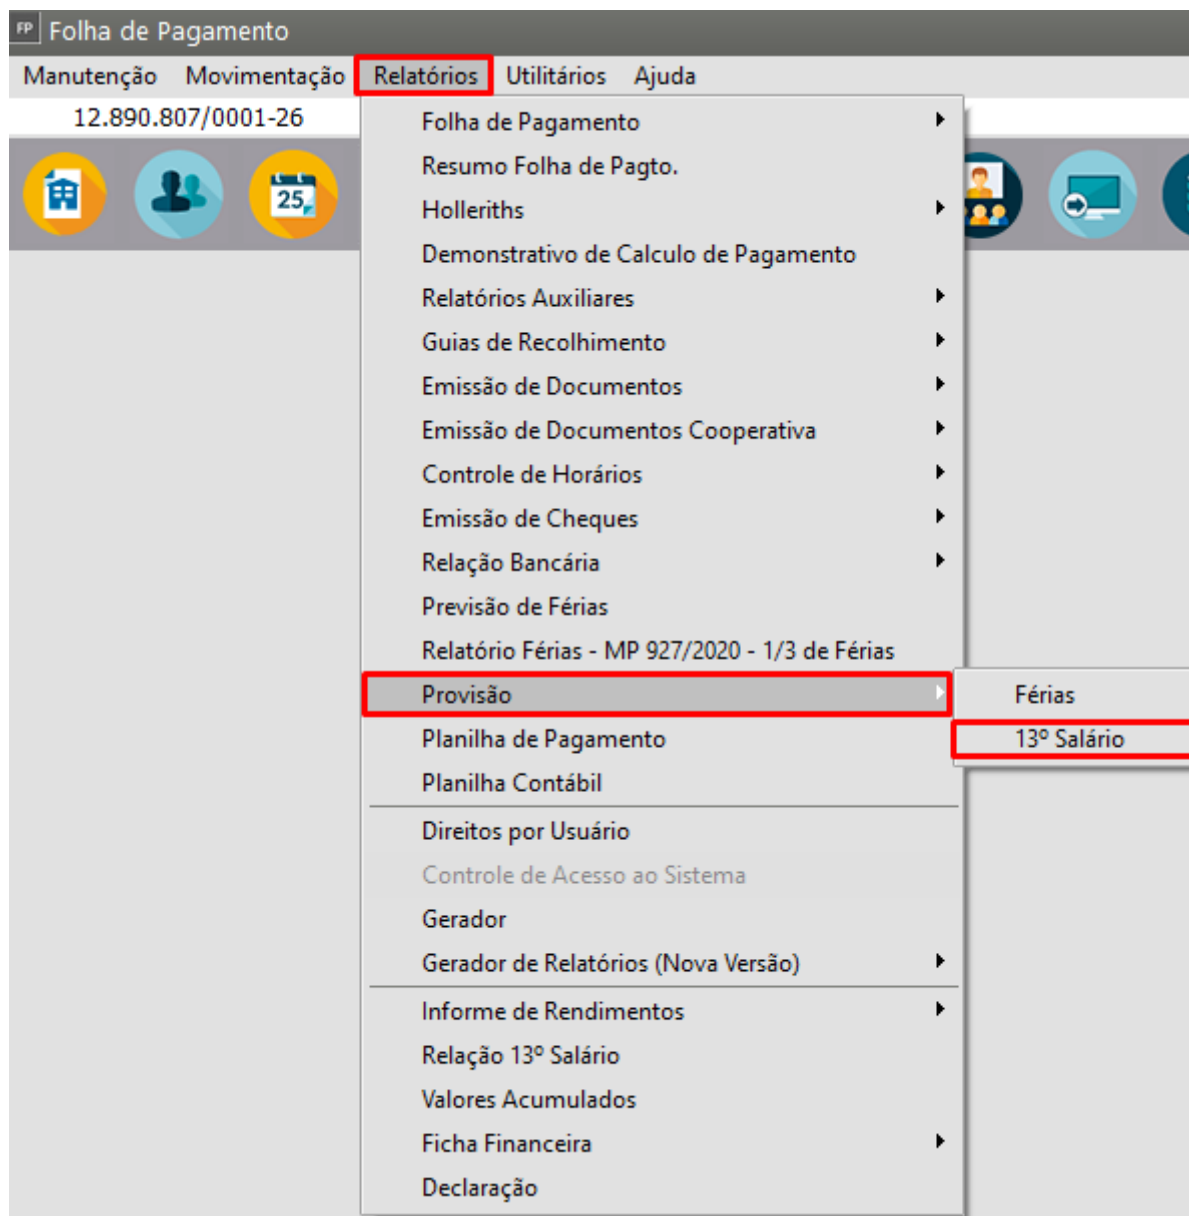 FP Folha de Pagamento
Manutenção Movimentação Relatórios Utilitários Ajuda
12.890.807/0001-26
25
Folha de Pagamento
Resumo Folha de Pagto.
Holleriths
Demonstrativo de Calculo de Pagamento
Relatórios Auxiliares
Guias de Recolhimento
Emissão de Documentos
Emissão de Documentos Cooperativa
Controle de Horários
Emissão de Cheques
Relação Bancária
Previsão de Férias
Relatório Férias - MP 927/2020 - 1/3 de Férias
Provisão
Férias
13º Salário
Planilha de Pagamento
Planilha Contábil
Direitos por Usuário
Controle de Acesso ao Sistema
Gerador
Gerador de Relatórios (Nova Versão)
Informe de Rendimentos
Relação 13º Salário
Valores Acumulados
Ficha Financeira
Declaração